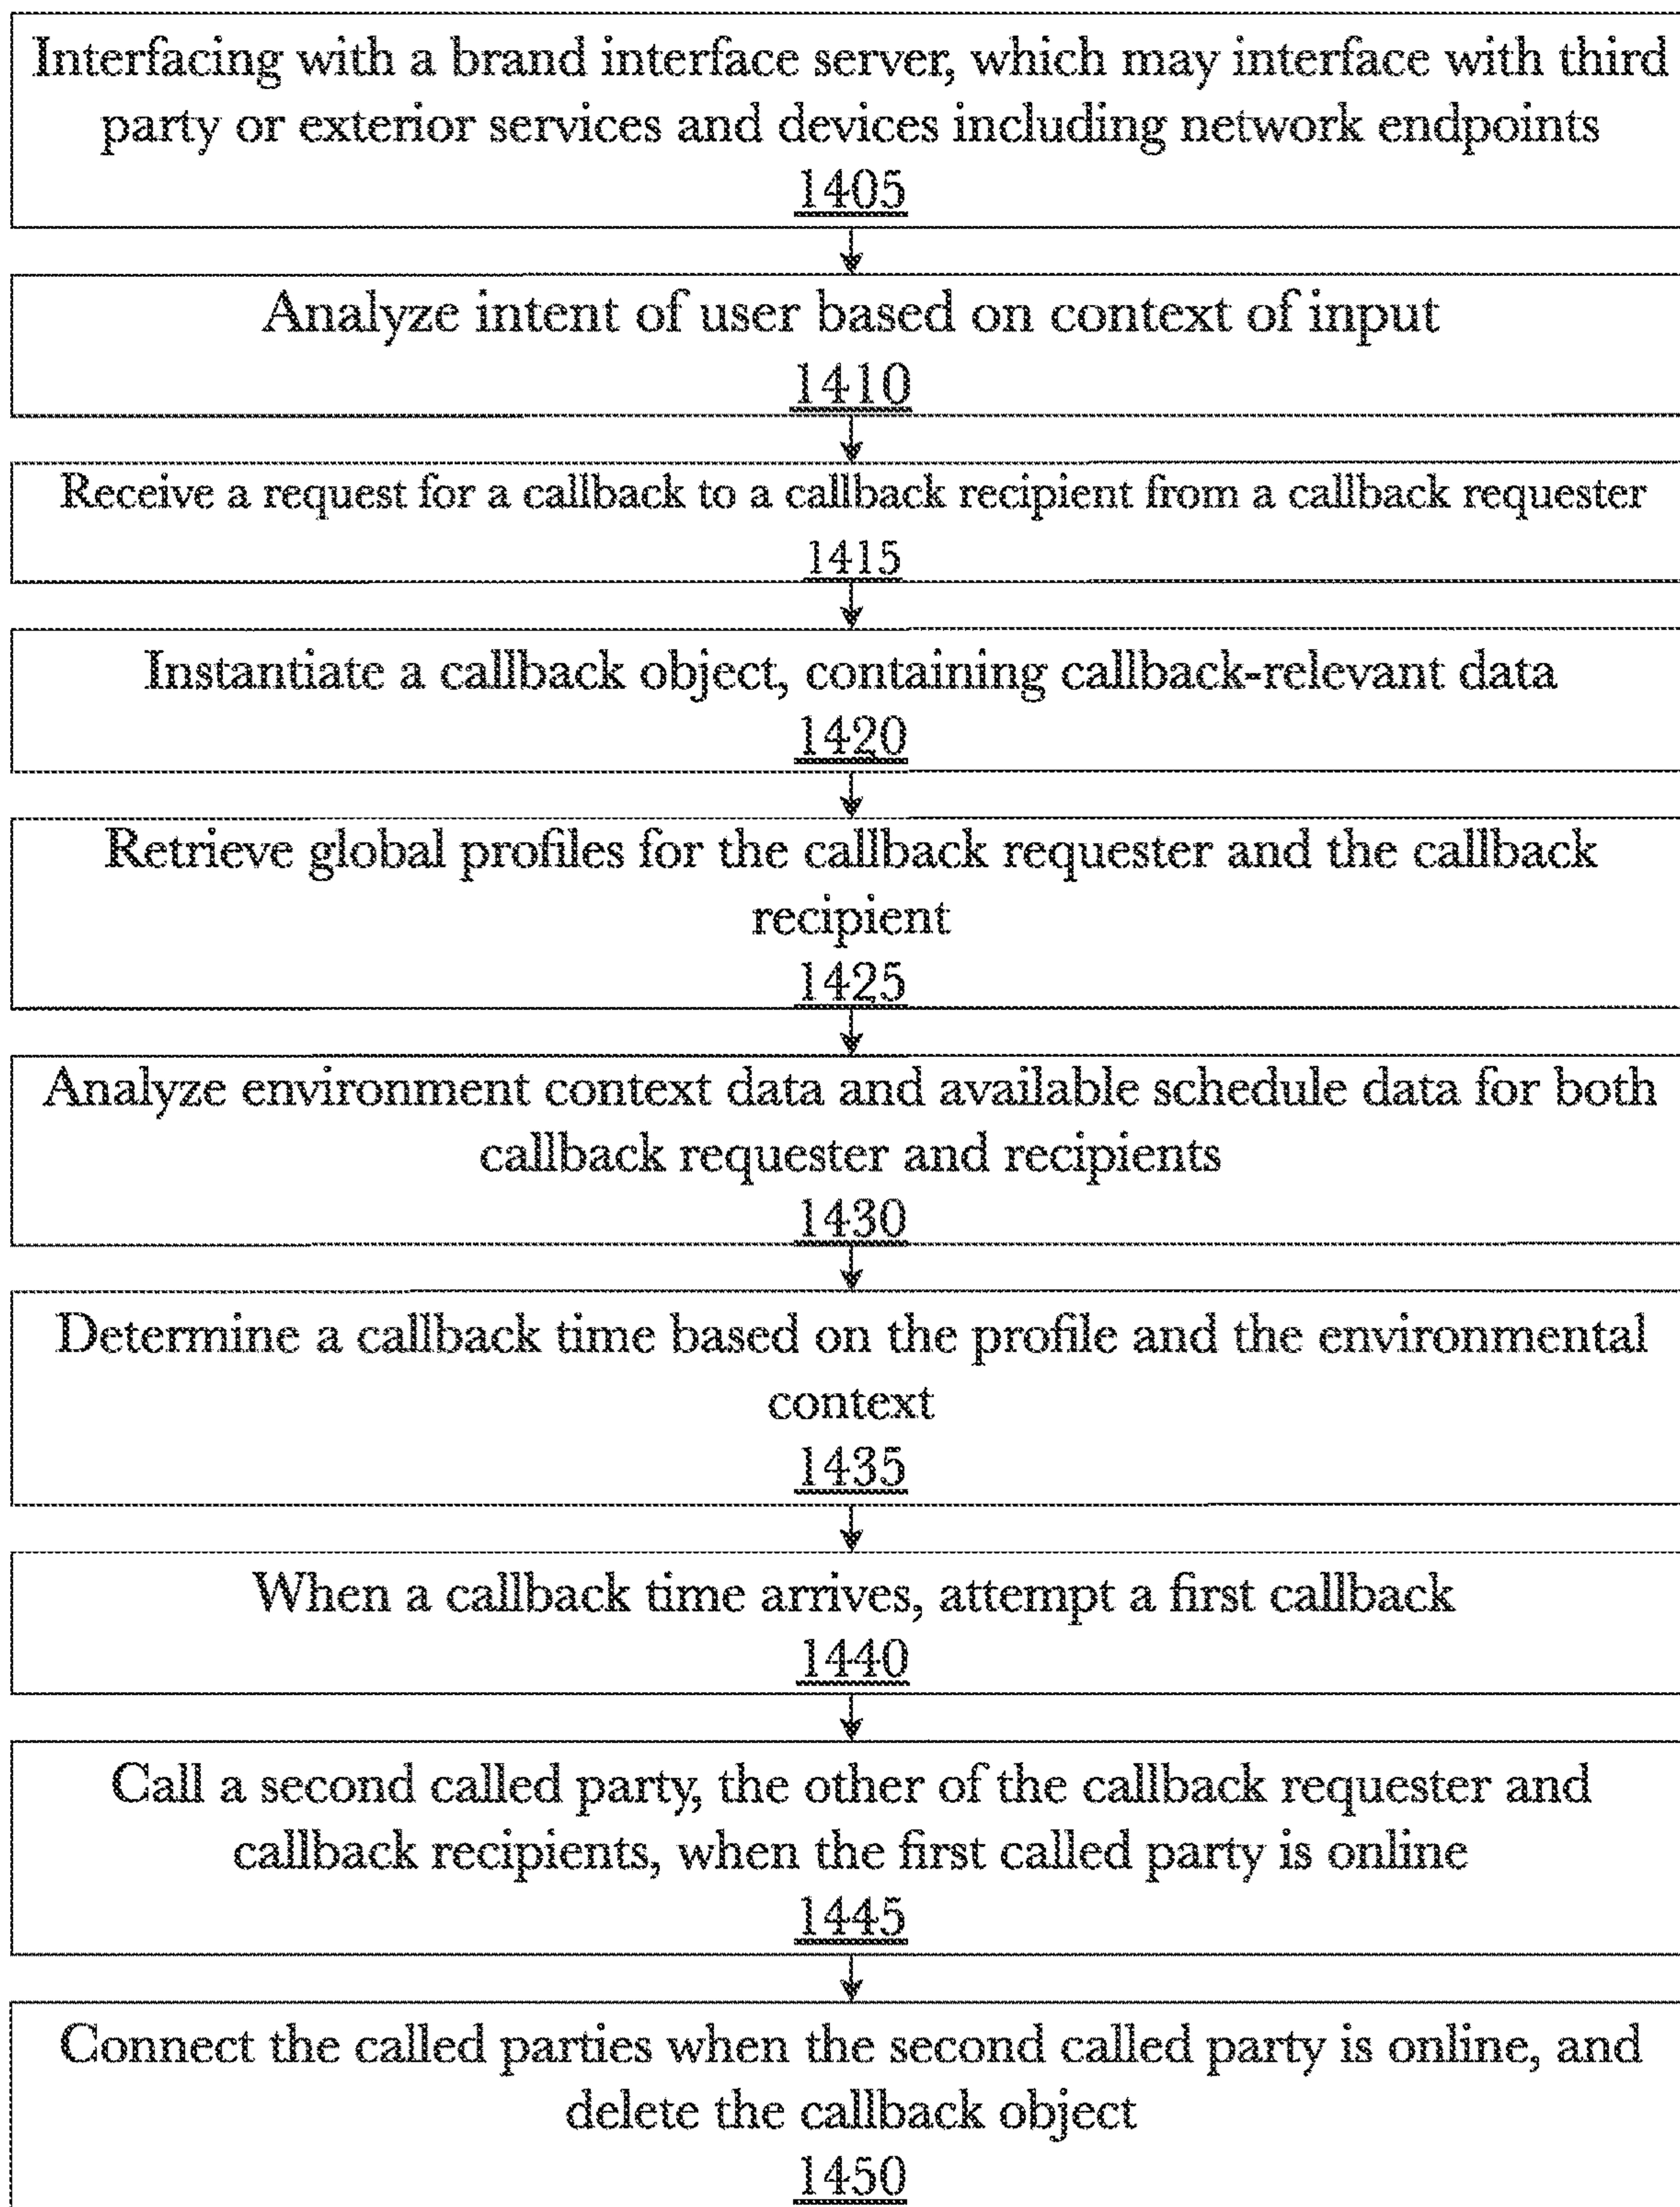 Interfacing with a brand interface server, which may interface with third
party or exterior services and devices including network endpoints
1405
Analyze intent of user based on context of input
1410
Receive a request for a callback to a callback recipient from a callback requester
1415
Instantiate a callback object, containing callback-relevant data
1420
Retrieve global profiles for the callback requester and the callback
recipient
1425
Analyze environment context data and available schedule data for both
callback requester and recipients
1430
Determine a callback time based on the profile and the environmental
context
1435
When a callback time arrives, attempt a first callback
1440
Call a second called party, the other of the callback requester and
callback recipients, when the first called party is online
1445
Connect the called parties when the second called party is online, and
delete the callback object
1450